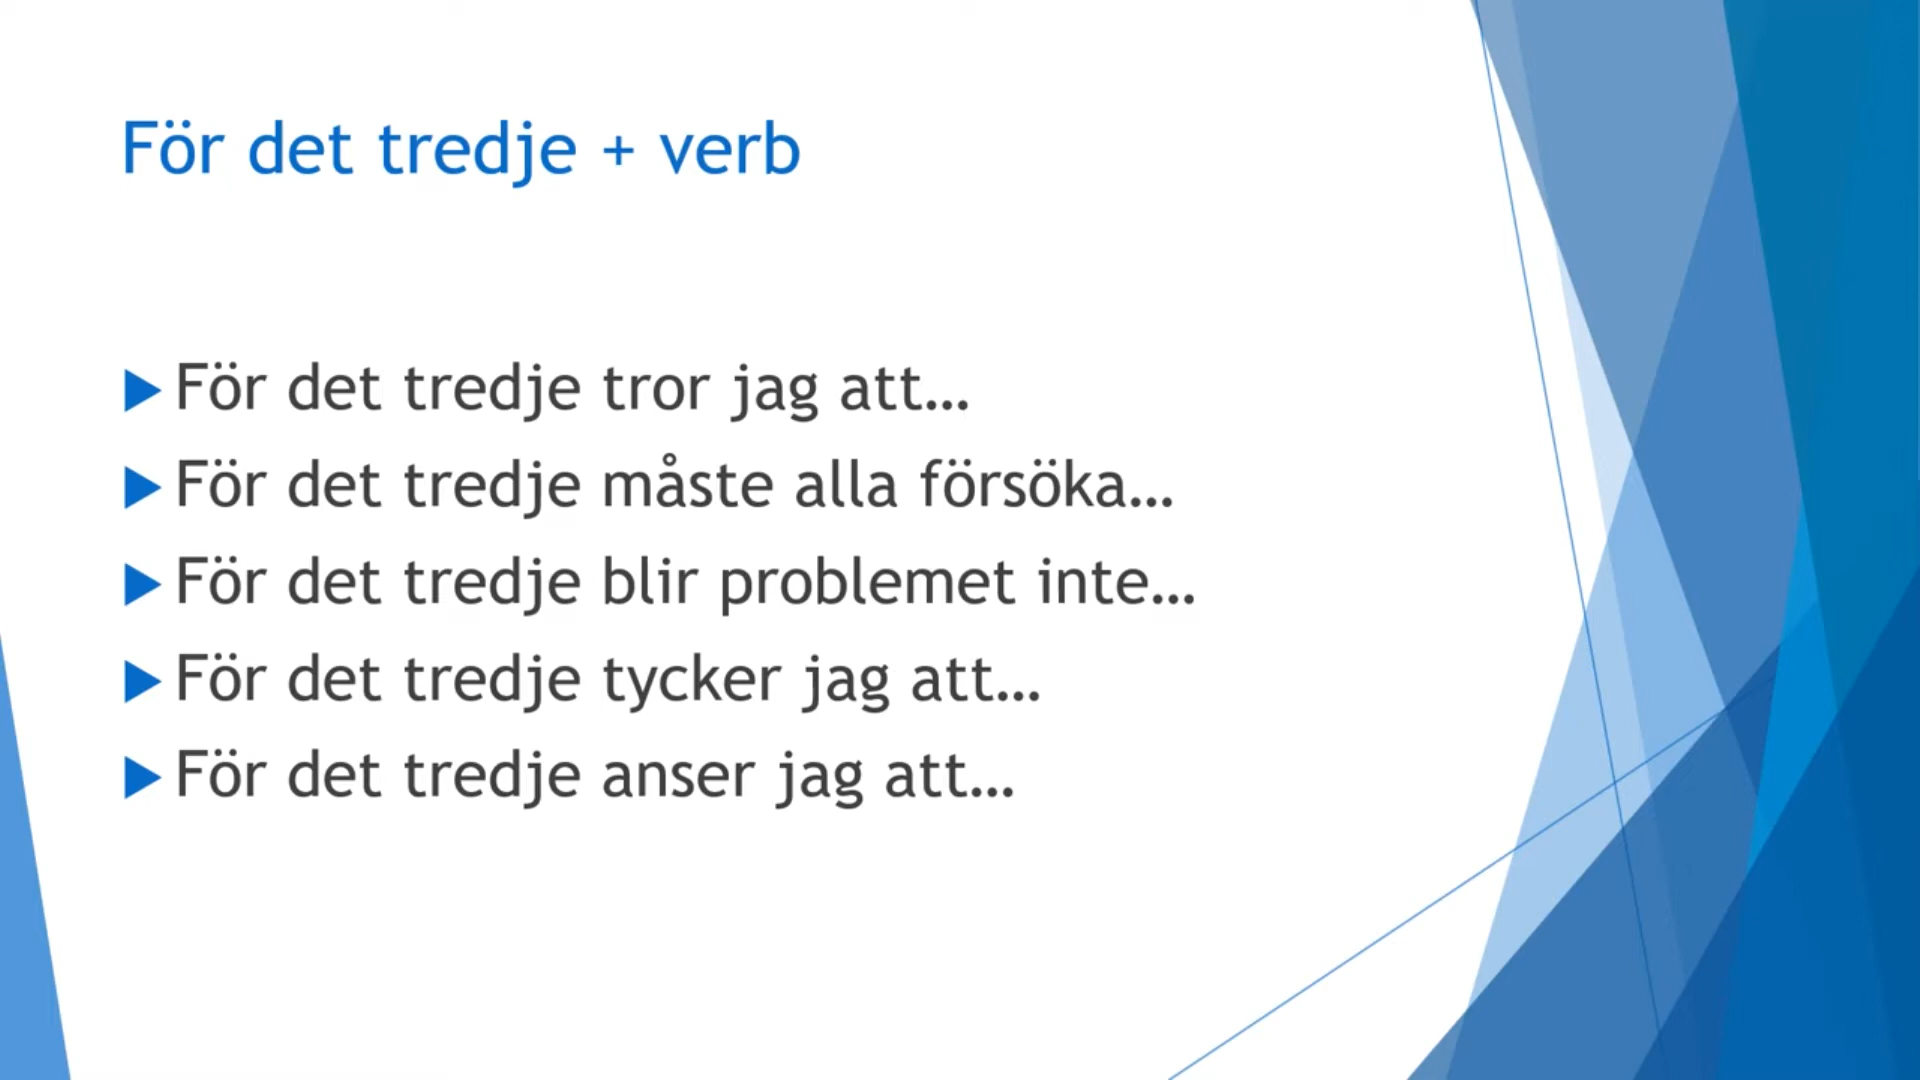 För det tredje + verb
För det tredje tror jag att…
För det tredje måste alla försöka…
För det tredje blir problemet inte…
För det tredje tycker jag att…
För det tredje anser jag att…